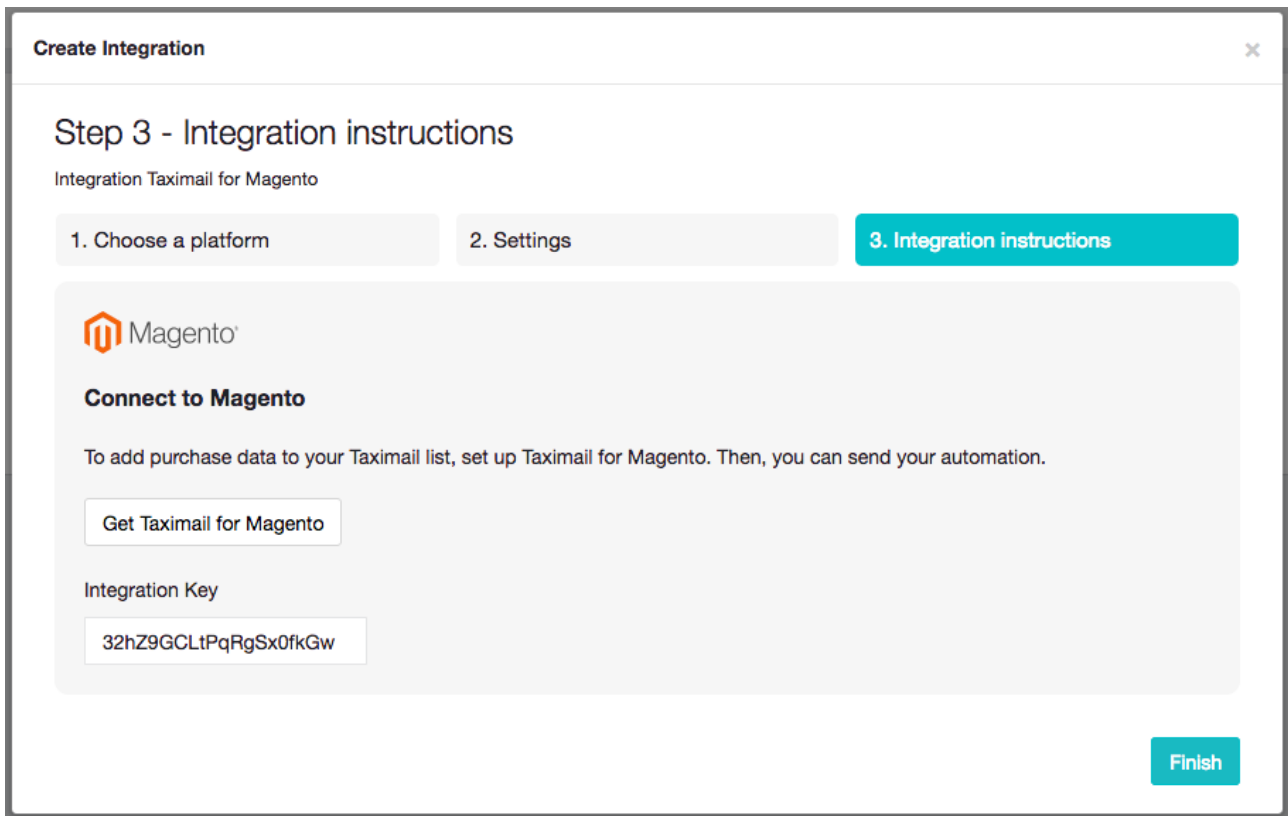 Create Integration
×
Step 3 - Integration instructions
Integration Taximail for Magento
1. Choose a platform
2. Settings
3. Integration instructions
Magento
Connect to Magento
To add purchase data to your Taximail list, set up Taximail for Magento. Then, you can send your automation.
Get Taximail for Magento
Integration Key
32hZ9GCLtPqRgSx0fkGw
Finish